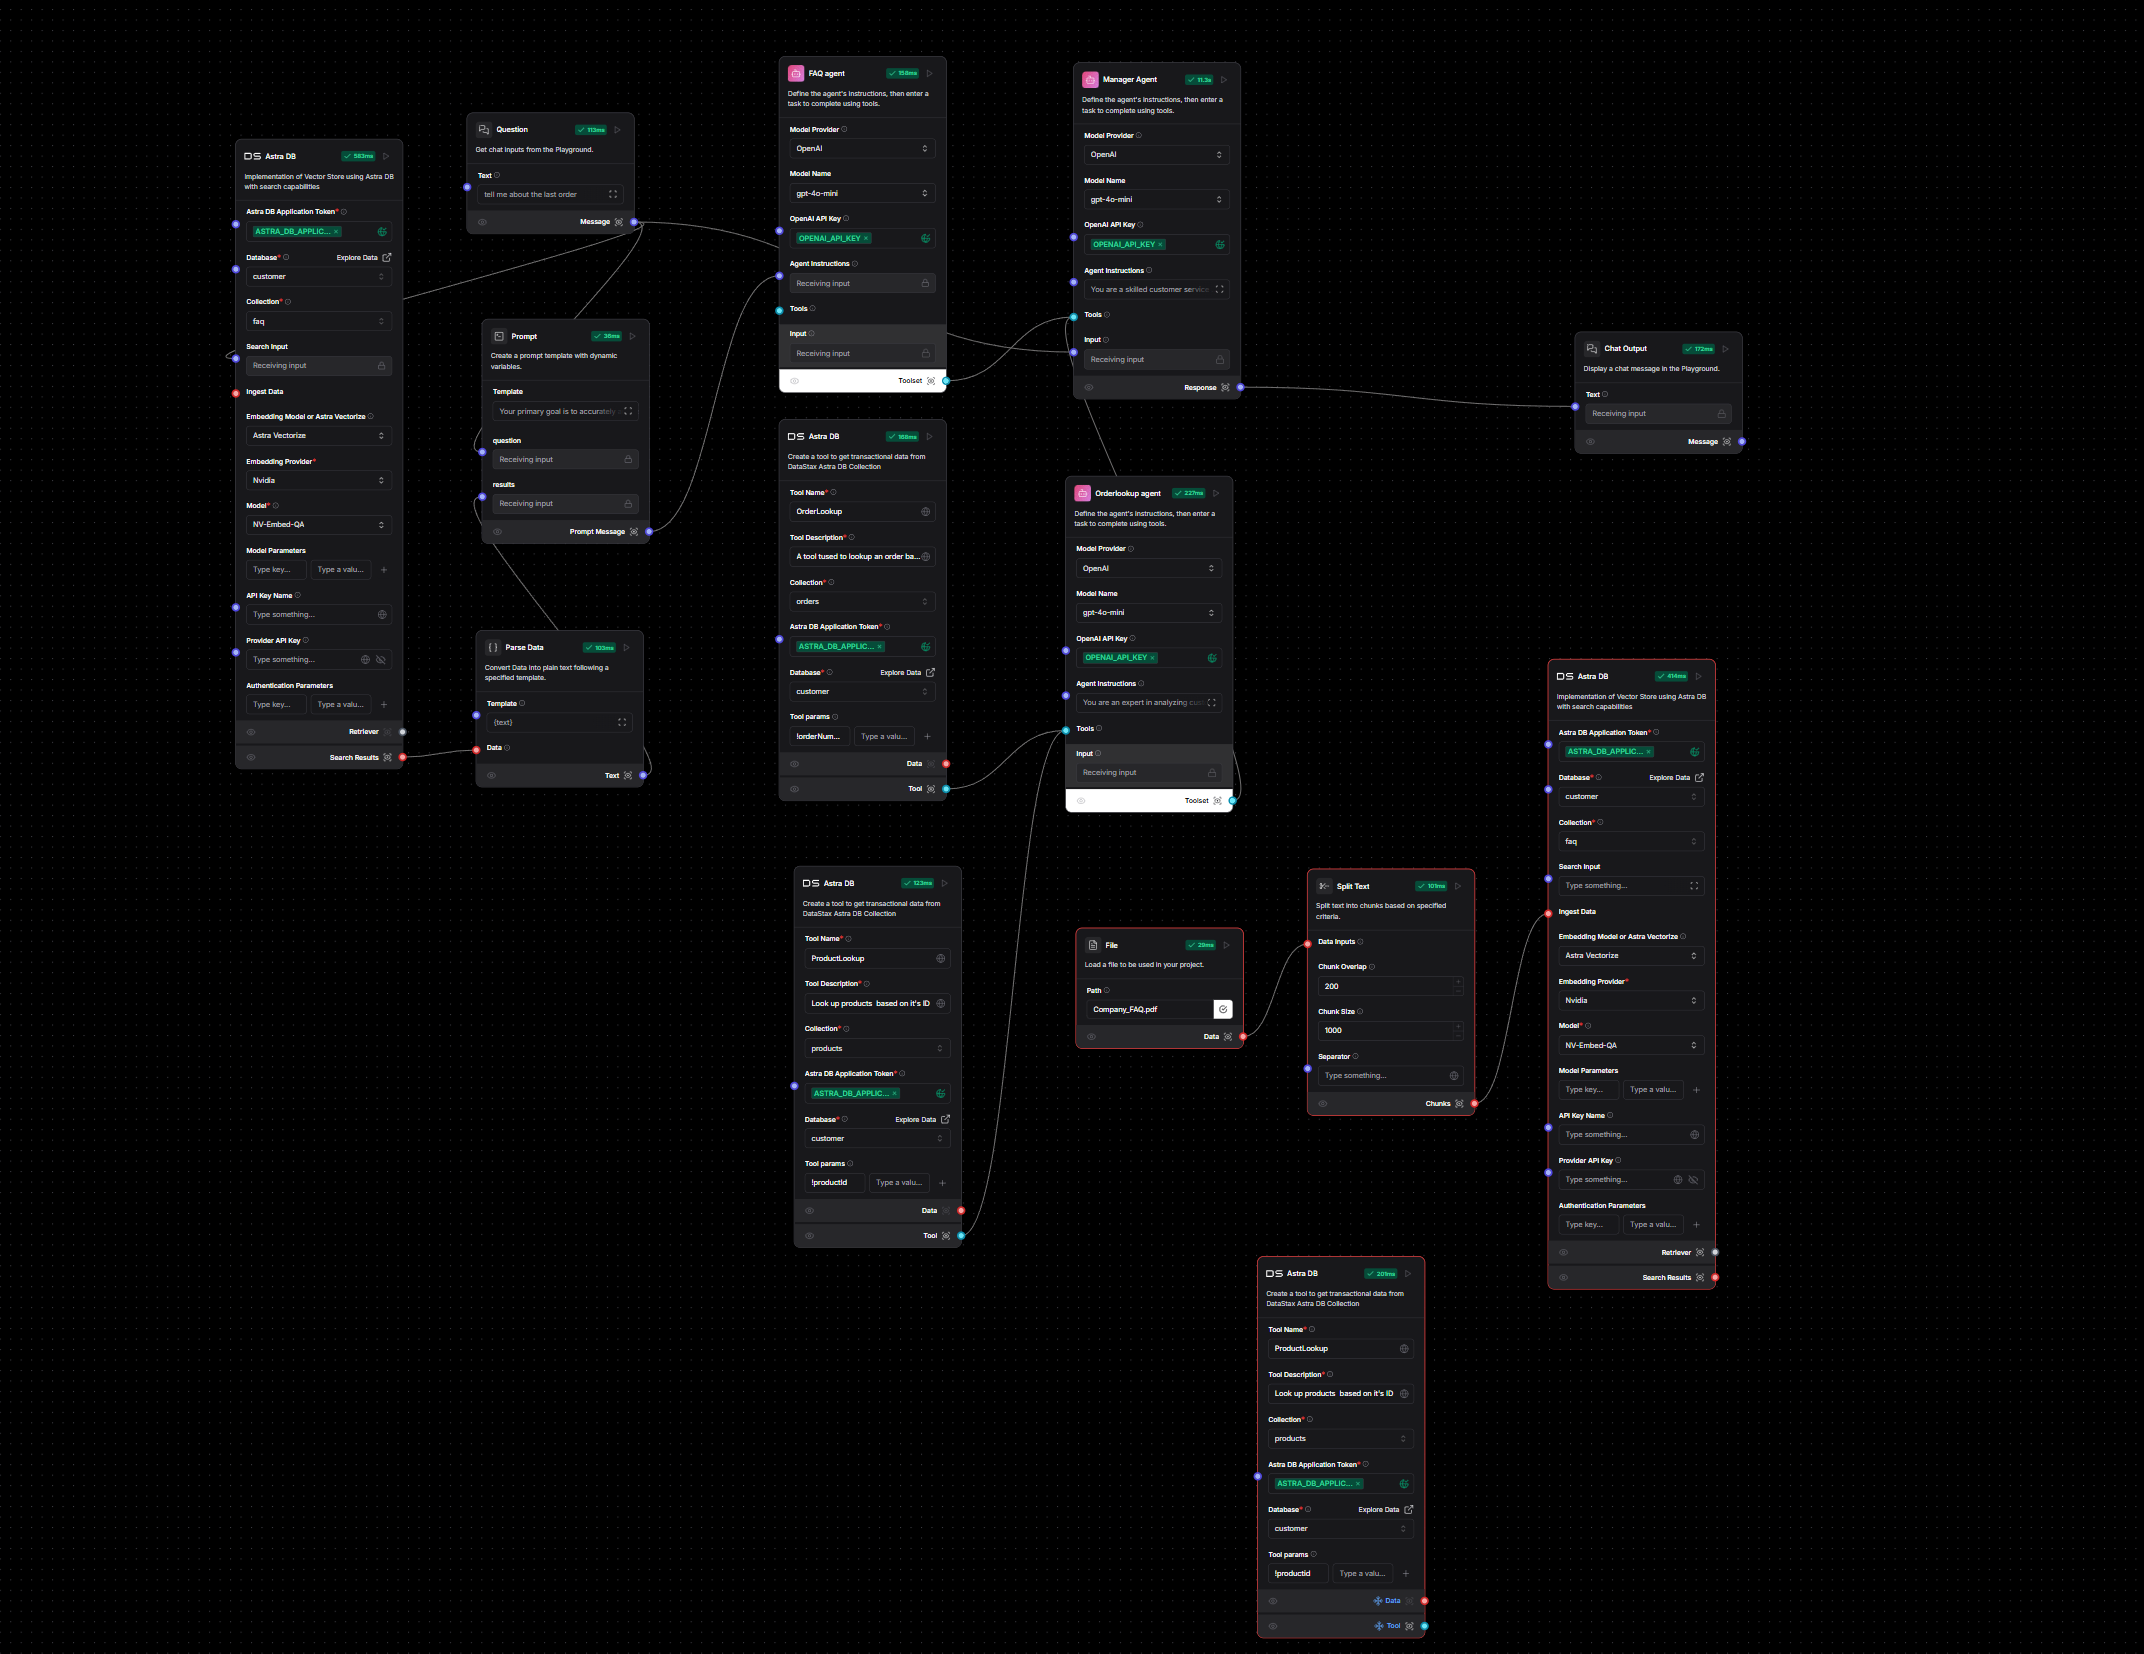 DS Astra DB
583ms
Implementation of Vector Store using Astra DB
with search capabilities
Astra DB Application Token*
ASTRA_DB_APPLIC... ×
Database*
Explore Data
customer
Collection*
faq
Search Input
Receiving input
Ingest Data
Embedding Model or Astra Vectorize
Astra Vectorize
Embedding Provider*
Nvidia
Model*
NV-Embed-QA
Model Parameters
Type key...
Type a valu...
API Key Name
Type something...
Provider API Key
Type something...
Authentication Parameters
Type key...
Type a valu...
Retriever
Search Results
Question
113ms
Get chat inputs from the Playground.
Text
tell me about the last order
Message
Prompt
36ms
Create a prompt template with dynamic
variables.
Template
Your primary goal is to accurately
question
Receiving input
results
Receiving input
Prompt Message
Parse Data
103ms
Convert Data into plain text following a
specified template.
Template
{text}
Data
Text
FAQ agent
158ms
Define the agent's instructions, then enter a
task to complete using tools.
Model Provider
OpenAI
Model Name
gpt-4o-mini
OpenAI API Key
OPENAI_API_KEY ×
Agent Instructions
Receiving input
Tools
Input
Receiving input
Toolset
DS Astra DB
168ms
Create a tool to get transactional data from
DataStax Astra DB Collection
Tool Name*
OrderLookup
Tool Description*
A tool tused to lookup an order ba...
Collection*
orders
Astra DB Application Token*
ASTRA_DB_APPLIC... ×
Database*
Explore Data
customer
Tool params
!orderNum...
Type a valu...
Data
Tool
DS Astra DB
123ms
Create a tool to get transactional data from
DataStax Astra DB Collection
Tool Name*
ProductLookup
Tool Description*
Look up products based on it's ID
Collection*
products
Astra DB Application Token*
ASTRA_DB_APPLIC... ×
Database*
Explore Data
customer
Tool params
!productId
Type a valu...
Data
Tool
Manager Agent
11.3s
Define the agent's instructions, then enter a
task to complete using tools.
Model Provider
OpenAI
Model Name
gpt-4o-mini
OpenAI API Key
OPENAI_API_KEY ×
Agent Instructions
You are a skilled customer service
Tools
Input
Receiving input
Response
Orderlookup agent
227ms
Define the agent's instructions, then enter a
task to complete using tools.
Model Provider
OpenAI
Model Name
gpt-4o-mini
OpenAI API Key
OPENAI_API_KEY ×
Agent Instructions
You are an expert in analyzing cus
Tools
Input
Receiving input
Toolset
Chat Output
172ms
Display a chat message in the Playground.
Text
Receiving input
Message
File
28ms
Load a file to be used in your project.
Path
Company_FAQ.pdf
Data
Split Text
101ms
Split text into chunks based on specified
criteria.
Data Inputs
Chunk Overlap
200
Chunk Size
1000
Separator
Type something...
Chunks
DS Astra DB
414ms
Implementation of Vector Store using Astra DB
with search capabilities
Astra DB Application Token*
ASTRA_DB_APPLIC... ×
Database*
Explore Data
customer
Collection*
faq
Search Input
Type something...
Ingest Data
Embedding Model or Astra Vectorize
Astra Vectorize
Embedding Provider*
Nvidia
Model*
NV-Embed-QA
Model Parameters
Type key...
Type a valu...
API Key Name
Type something...
Provider API Key
Type something...
Authentication Parameters
Type key...
Type a valu...
Retriever
Search Results
DS Astra DB
201ms
Create a tool to get transactional data from
DataStax Astra DB Collection
Tool Name*
ProductLookup
Tool Description*
Look up products based on it's ID
Collection*
products
Astra DB Application Token*
ASTRA_DB_APPLIC... ×
Database*
Explore Data
customer
Tool params
!productId
Type a valu...
Data
Tool